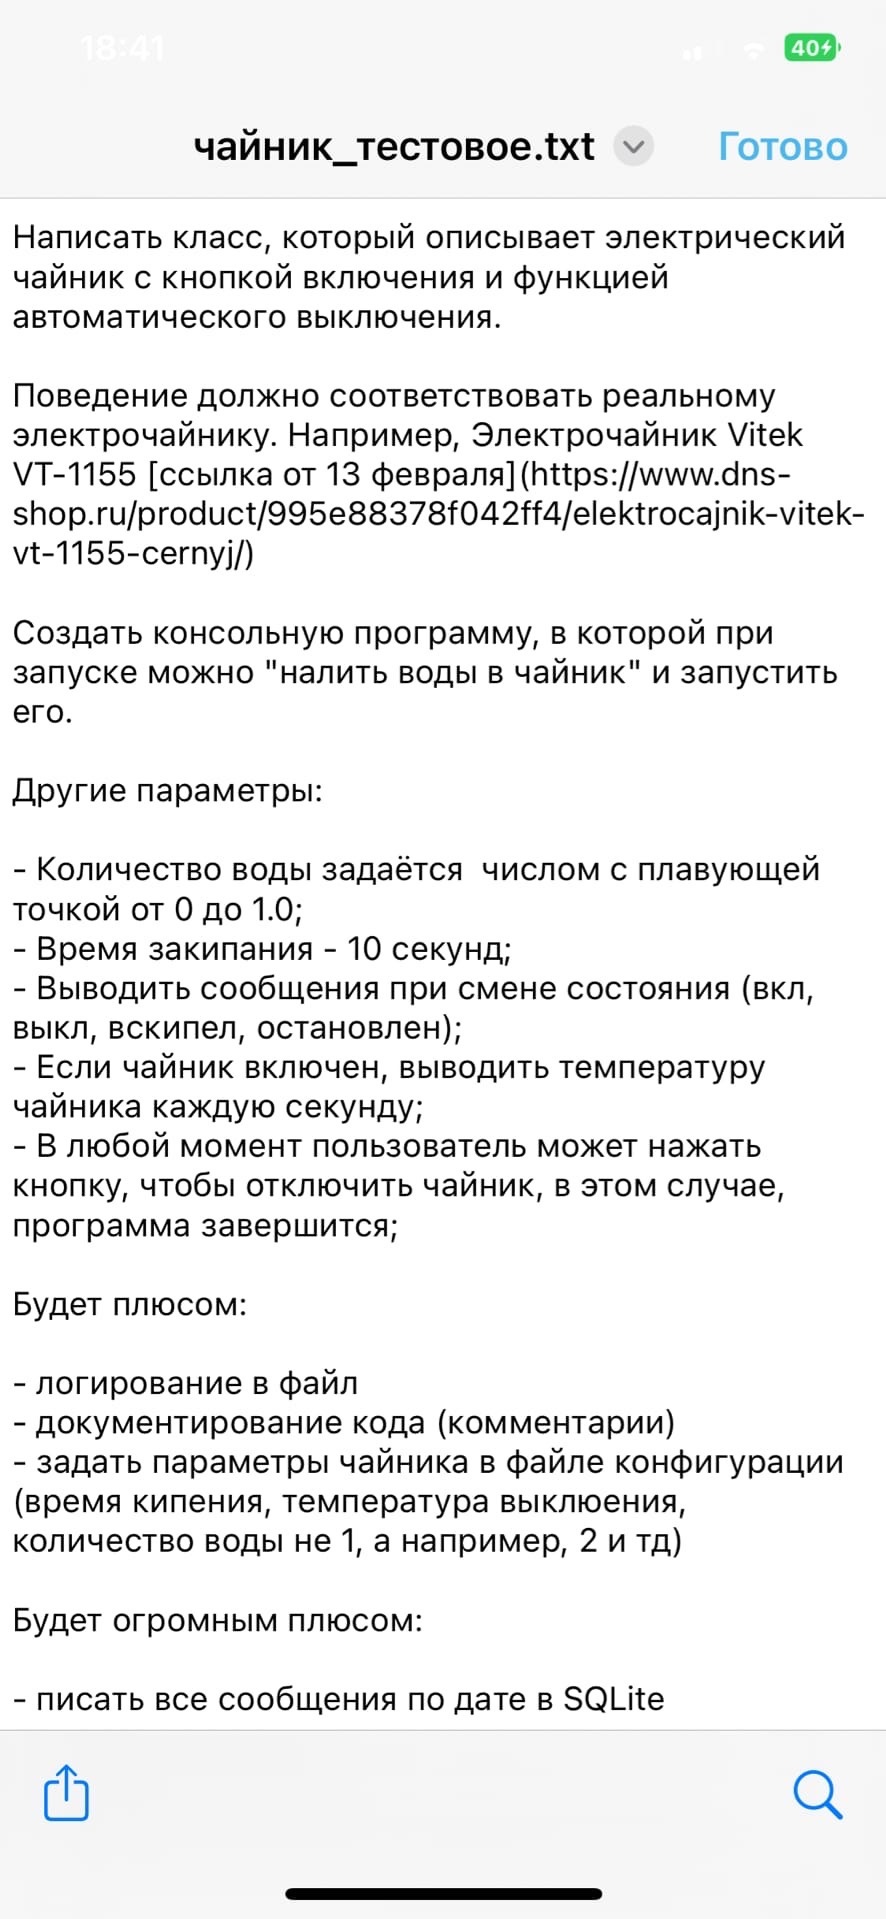 18:41
40
чайник_тестовое.txt
Готово
Написать класс, который описывает электрический
чайник с кнопкой включения и функцией
автоматического выключения.
Поведение должно соответствовать реальному
электрочайнику. Например, Электрочайник Vitek
VT-1155 [ссылка от 13 февраля](https://www.dns-
shop.ru/product/995e88378f042ff4/elektrocajnik-vitek-
vt-1155-cernyj/)
Создать консольную программу, в которой при
запуске можно "налить воды в чайник" и запустить
его.
Другие параметры:
- Количество воды задаётся  числом с плавующей
точкой от 0 до 1.0;
- Время закипания - 10 секунд;
- Выводить сообщения при смене состояния (вкл,
выкл, вскипел, остановлен);
- Если чайник включен, выводить температуру
чайника каждую секунду;
- В любой момент пользователь может нажать
кнопку, чтобы отключить чайник, в этом случае,
программа завершится;
Будет плюсом:
- логирование в файл
- документирование кода (комментарии)
- задать параметры чайника в файле конфигурации
(время кипения, температура выклюения,
количество воды не 1, а например, 2 и тд)
Будет огромным плюсом:
- писать все сообщения по дате в SQLite